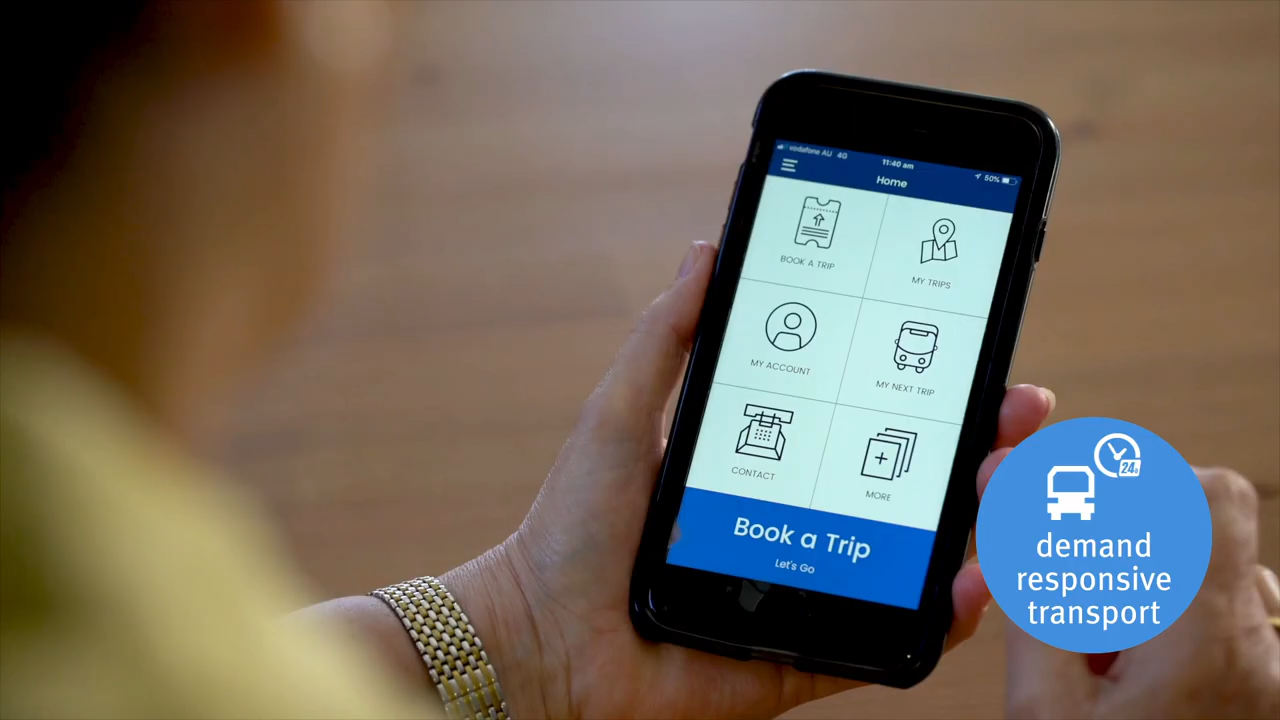 vodafone AU 4G 11:40 am 50%
Home
BOOK A TRIP
MY TRIPS
MY ACCOUNT
MY NEXT TRIP
CONTACT
MORE
Book a Trip
Let's Go
24h
demand
responsive
transport